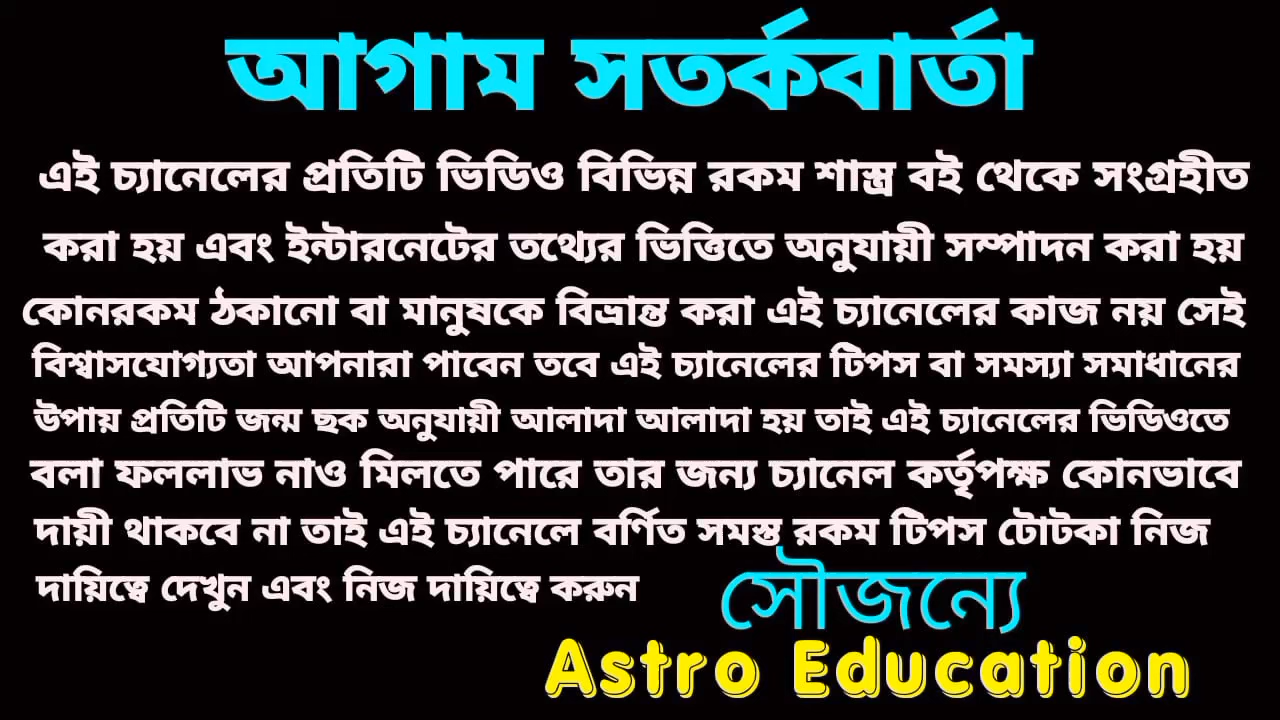 আগাম সতর্কবার্তা
এই চ্যানেলের প্রতিটি ভিডিও বিভিন্ন রকম শাস্ত্র বই থেকে সংগ্রহীত
করা হয় এবং ইন্টারনেটের তথ্যের ভিত্তিতে অনুযায়ী সম্পাদন করা হয়
কোনরকম ঠকানো বা মানুষকে বিভ্রান্ত করা এই চ্যানেলের কাজ নয় সেই
বিশ্বাসযোগ্যতা আপনারা পাবেন তবে এই চ্যানেলের টিপস বা সমস্যা সমাধানের
উপায় প্রতিটি জন্ম ছক অনুযায়ী আলাদা আলাদা হয় তাই এই চ্যানেলের ভিডিওতে
বলা ফললাভ নাও মিলতে পারে তার জন্য চ্যানেল কর্তৃপক্ষ কোনভাবে
দায়ী থাকবে না তাই এই চ্যানেলে বর্ণিত সমস্ত রকম টিপস টোটকা নিজ
দায়িত্বে দেখুন এবং নিজ দায়িত্বে করুন
সৌজন্যে
Astro Education